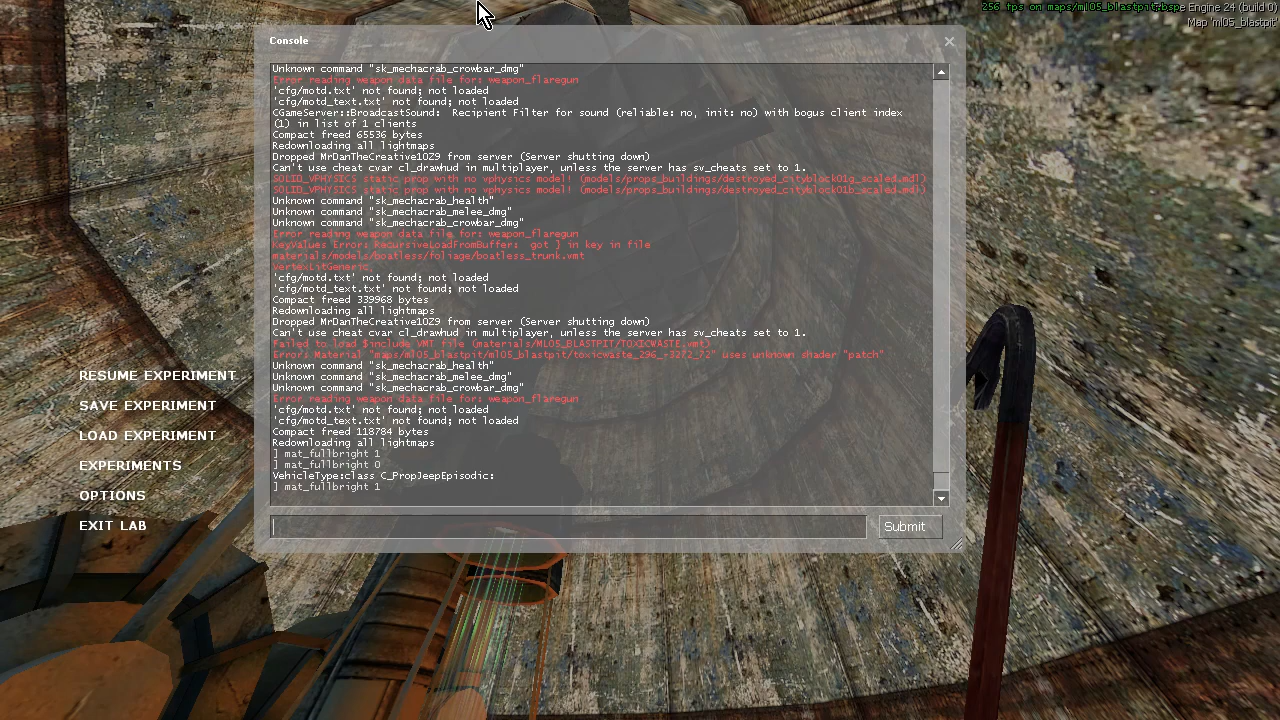 256 fps on maps/ml05_blastpit.bsp
Engine 24 (build 0)
Map 'ml05_blastpit'
Console
Unknown command "sk_mechacrab_crowbar_dmg"
Error reading weapon data file for: weapon_flaregun
'cfg/motd.txt' not found; not loaded
'cfg/motd_text.txt' not found; not loaded
CGameServer::BroadcastSound:  Recipient Filter for sound (reliable: no, init: no) with bogus client index
(1) in list of 1 clients
Compact freed 65536 bytes
Redownloading all lightmaps
Dropped MrDanTheCreative1OZ9 from server (Server shutting down)
Can't use cheat cvar cl_drawhud in multiplayer, unless the server has sv_cheats set to 1.
SOLID_VPHYSICS static prop with no vphysics model! (models/props_buildings/destroyed_cityblock01g_scaled.mdl)
SOLID_VPHYSICS static prop with no vphysics model! (models/props_buildings/destroyed_cityblock01b_scaled.mdl)
Unknown command "sk_mechacrab_health"
Unknown command "sk_mechacrab_melee_dmg"
Unknown command "sk_mechacrab_crowbar_dmg"
Error reading weapon data file for: weapon_flaregun
KeyValues Error: RecursiveLoadFromBuffer:  got } in key in file
materials/models/boatless/foliage/boatless_trunk.vmt
VertexLitGeneric,
'cfg/motd.txt' not found; not loaded
'cfg/motd_text.txt' not found; not loaded
Compact freed 339968 bytes
Redownloading all lightmaps
Dropped MrDanTheCreative1OZ9 from server (Server shutting down)
Can't use cheat cvar cl_drawhud in multiplayer, unless the server has sv_cheats set to 1.
Failed to load $include VMT file (materials/ML05_BLASTPIT/TOXICWASTE.vmt)
Error: Material "maps/ml05_blastpit/ml05_blastpit/toxicwaste_296_-3272_72" uses unknown shader "patch"
Unknown command "sk_mechacrab_health"
Unknown command "sk_mechacrab_melee_dmg"
Unknown command "sk_mechacrab_crowbar_dmg"
Error reading weapon data file for: weapon_flaregun
'cfg/motd.txt' not found; not loaded
'cfg/motd_text.txt' not found; not loaded
Compact freed 118784 bytes
Redownloading all lightmaps
] mat_fullbright 1
] mat_fullbright 0
VehicleType:class C_PropJeepEpisodic:
] mat_fullbright 1
Submit
RESUME EXPERIMENT
SAVE EXPERIMENT
LOAD EXPERIMENT
EXPERIMENTS
OPTIONS
EXIT LAB